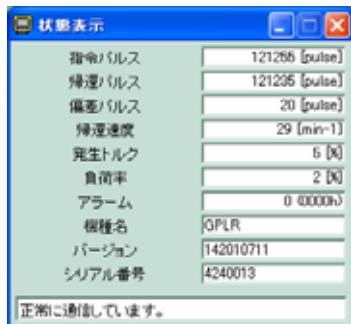 状態表示
指令パルス 121255 [pulse]
帰還パルス 121235 [pulse]
偏差パルス 20 [pulse]
帰還速度 29 [min-1]
発生トルク 5 [%]
負荷率 2 [%]
アラーム 0 (0000h)
機種名 GPLR
バージョン 142010711
シリアル番号 4240013
正常に通信しています。